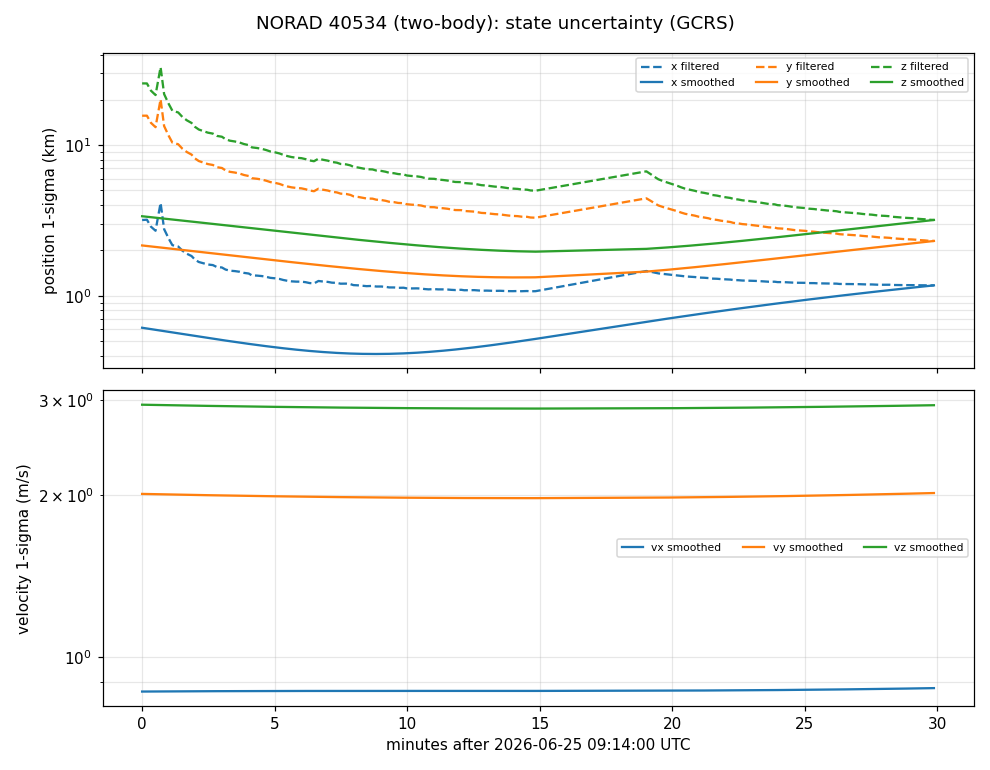 NORAD 40534 (two-body): state uncertainty (GCRS)
x filtered y filtered z filtered
x smoothed y smoothed z smoothed
position 1-sigma (km)
10¹
10⁰
velocity 1-sigma (m/s)
3 × 10⁰
2 × 10⁰
10⁰
vx smoothed vy smoothed vz smoothed
0 5 10 15 20 25 30
minutes after 2026-06-25 09:14:00 UTC